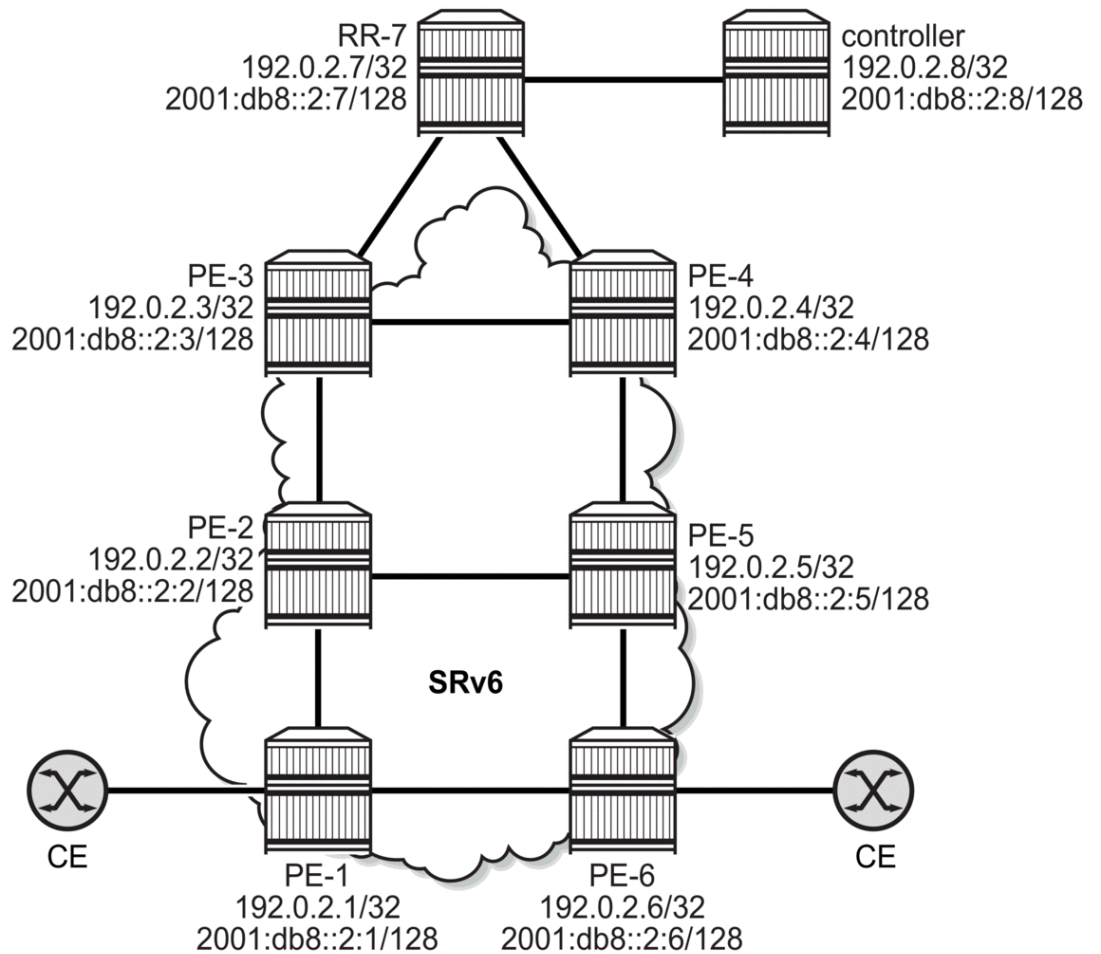 RR-7
192.0.2.7/32
2001:db8::2:7/128
controller
192.0.2.8/32
2001:db8::2:8/128
PE-3
192.0.2.3/32
2001:db8::2:3/128
PE-4
192.0.2.4/32
2001:db8::2:4/128
PE-2
192.0.2.2/32
2001:db8::2:2/128
PE-5
192.0.2.5/32
2001:db8::2:5/128
SRv6
CE
PE-1
192.0.2.1/32
2001:db8::2:1/128
PE-6
192.0.2.6/32
2001:db8::2:6/128
CE